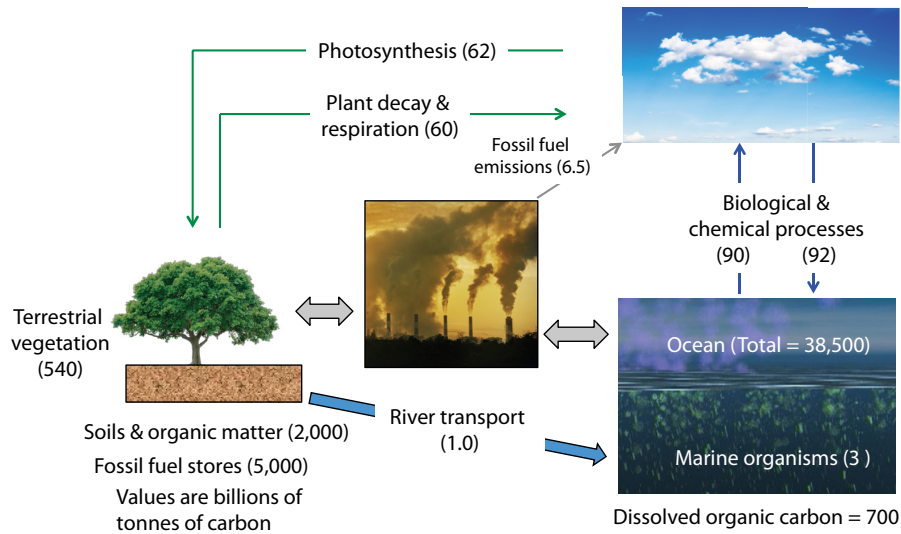 Photosynthesis (62)
Plant decay &
respiration (60)
Fossil fuel
emissions (6.5)
Biological &
chemical processes
(90) (92)
Terrestrial
vegetation
(540)
Ocean (Total = 38,500)
River transport
(1.0)
Soils & organic matter (2,000)
Marine organisms (3 )
Fossil fuel stores (5,000)
Values are billions of
tonnes of carbon
Dissolved organic carbon = 700